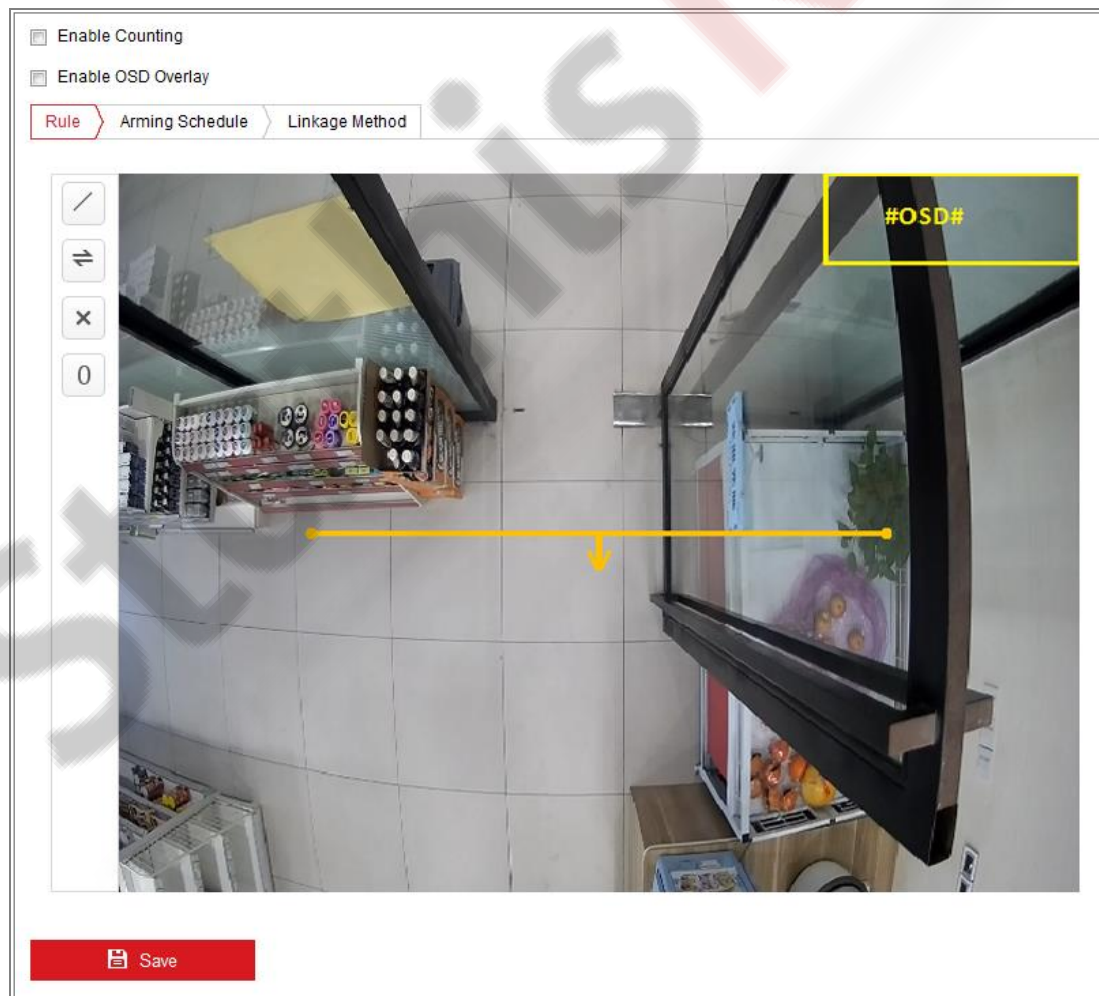 Enable Counting
Enable OSD Overlay
Rule
Arming Schedule
Linkage Method
#OSD#
0
Save